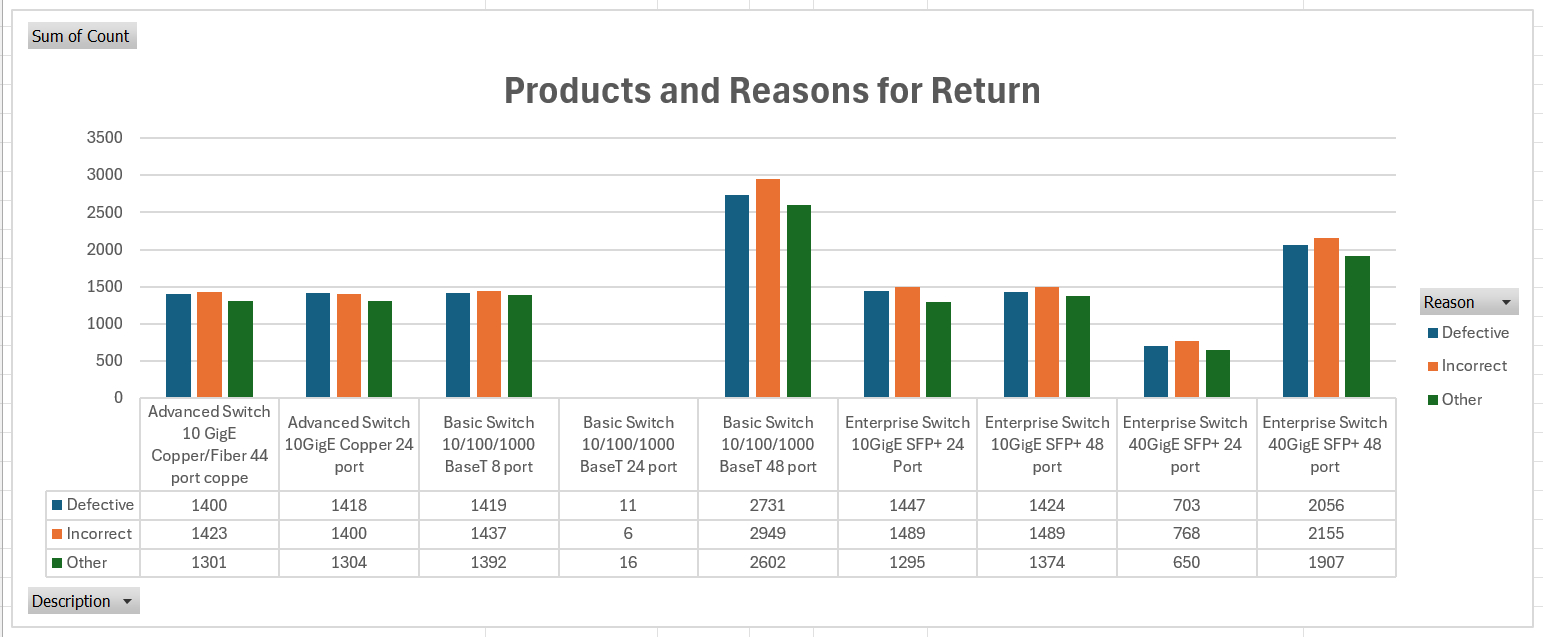 Sum of Count
Products and Reasons for Return
3500
3000
2500
2000
1500
1000
500
0
Advanced Switch
10 GigE
Copper/Fiber 44
port coppe
Advanced Switch
10GigE Copper 24
port
Basic Switch
10/100/1000
BaseT 8 port
Basic Switch
10/100/1000
BaseT 24 port
Basic Switch
10/100/1000
BaseT 48 port
Enterprise Switch
10GigE SFP+ 24
Port
Enterprise Switch
10GigE SFP+ 48
port
Enterprise Switch
40GigE SFP+ 24
port
Enterprise Switch
40GigE SFP+ 48
port
Defective 1400 1418 1419 11 2731 1447 1424 703 2056
Incorrect 1423 1400 1437 6 2949 1489 1489 768 2155
Other 1301 1304 1392 16 2602 1295 1374 650 1907
Reason
Defective
Incorrect
Other
Description